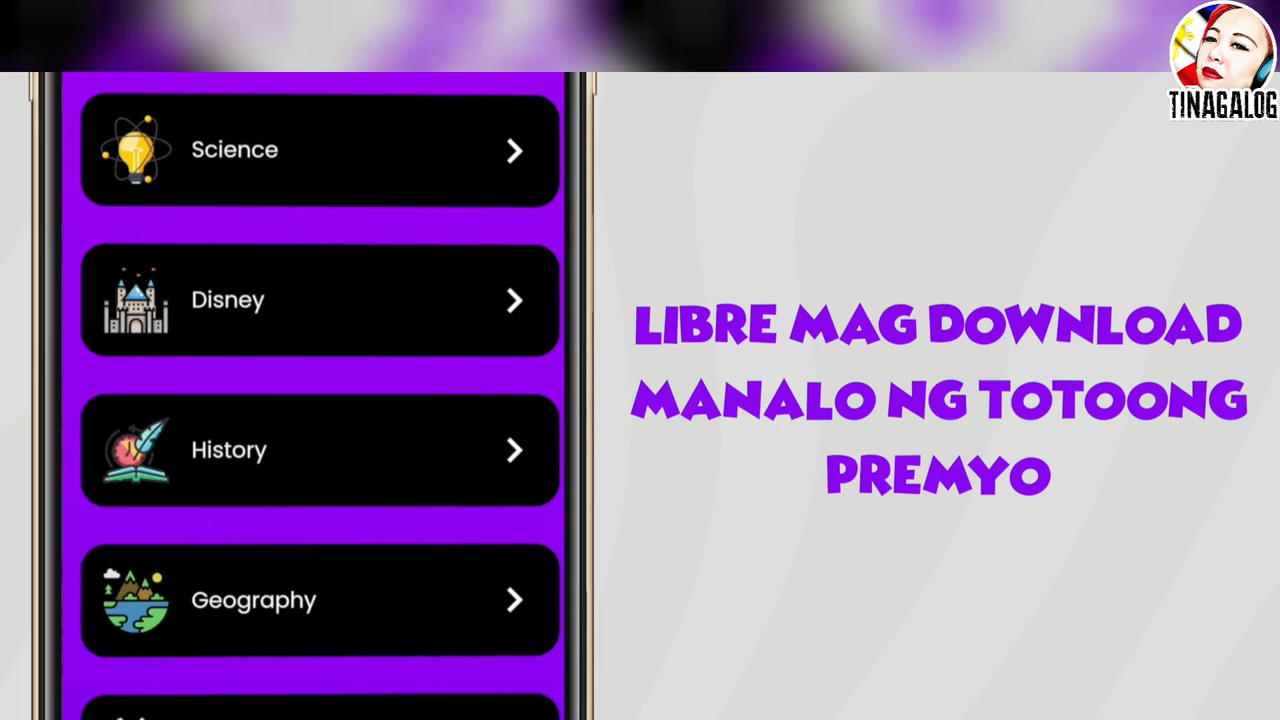 TINAGALOG
Science
Disney
History
Geography
LIBRE MAG DOWNLOAD
MANALO NG TOTOONG
PREMYO